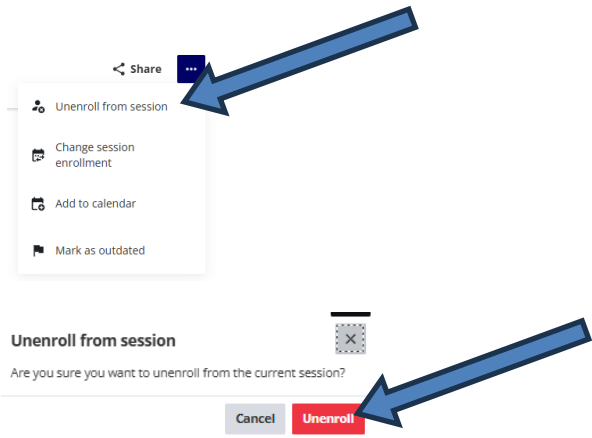 Share
Unenroll from session
Change session
enrollment
Add to calendar
Mark as outdated
Unenroll from session
Are you sure you want to unenroll from the current session?
Cancel Unenroll